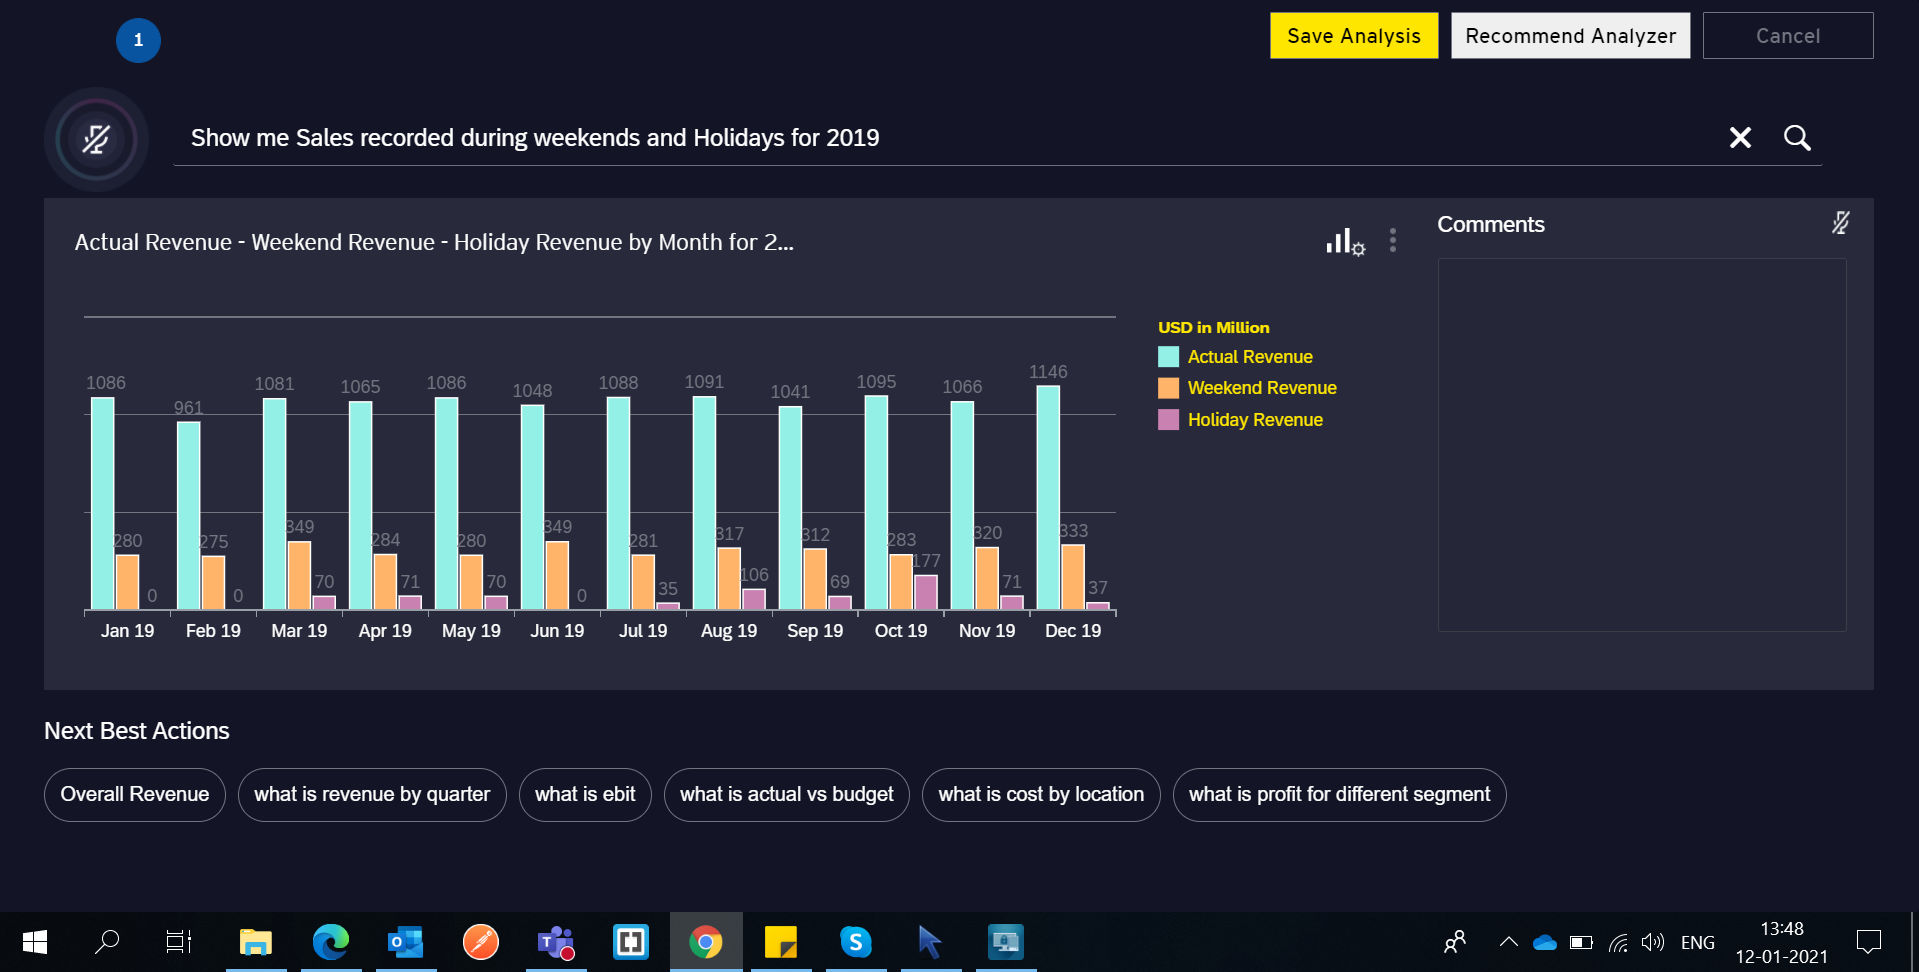 1
Save Analysis
Recommend Analyzer
Cancel
Show me Sales recorded during weekends and Holidays for 2019
Actual Revenue - Weekend Revenue - Holiday Revenue by Month for 2...
Comments
USD in Million
Actual Revenue
Weekend Revenue
Holiday Revenue
1086 961 1081 1065 1086 1048 1088 1091 1041 1095 1066 1146
280 275 349 284 280 349 281 317 312 283 320 333
0 0 70 71 70 0 35 106 69 177 71 37
Jan 19 Feb 19 Mar 19 Apr 19 May 19 Jun 19 Jul 19 Aug 19 Sep 19 Oct 19 Nov 19 Dec 19
Next Best Actions
Overall Revenue
what is revenue by quarter
what is ebit
what is actual vs budget
what is cost by location
what is profit for different segment
ENG
13:48
12-01-2021